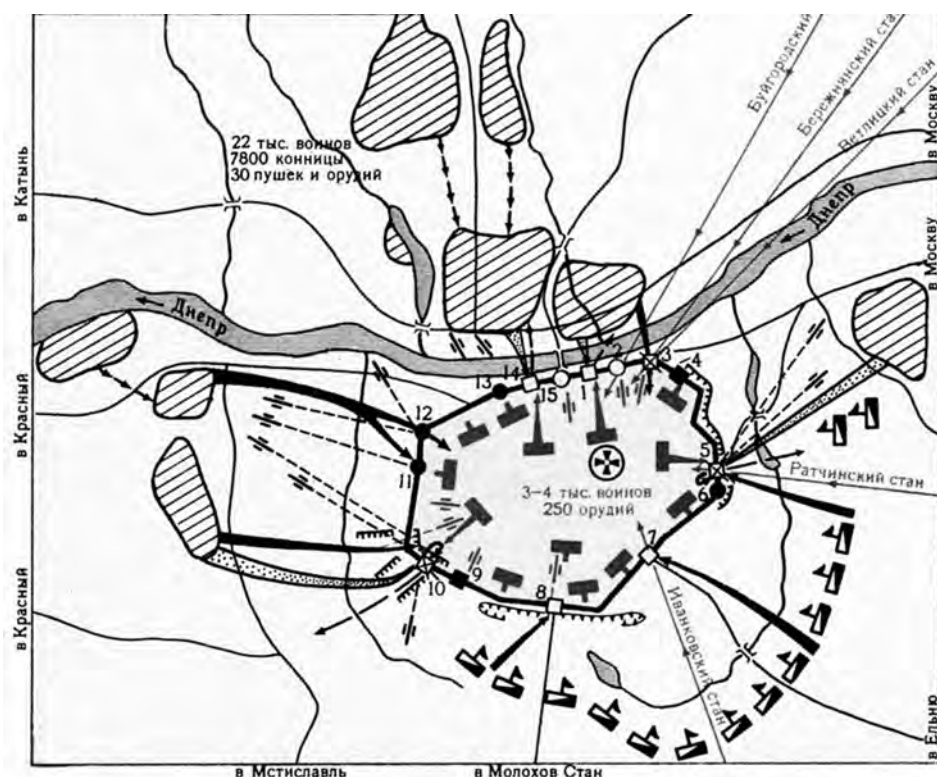 Буйгородский
Бережнянский стан
Ветлицкий стан
в Москву
22 тыс. воинов
7800 конницы
30 пушек и орудий
в Катынь
Днепр
в Москву
Днепр
3
2
4
14
13
15
1
12
в Красный
5
11
3–4 тыс. воинов
250 орудий
Ратчинский стан
6
7
9
10
8
в Красный
Иванковский стан
в Ельню
в Мстиславль
в Молохов Стан